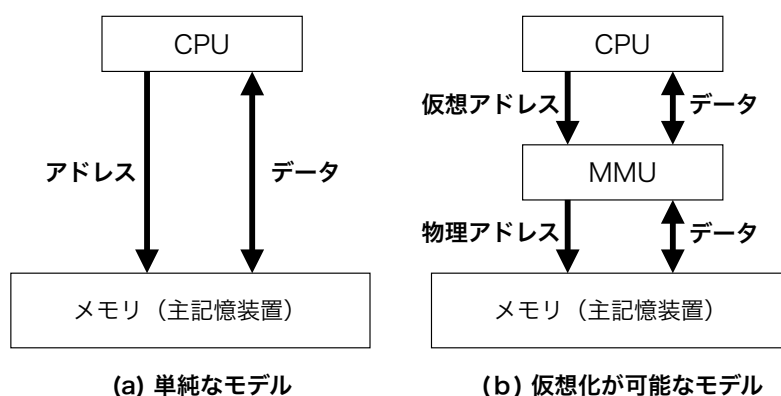 CPU
アドレス
データ
メモリ（主記憶装置）
(a) 単純なモデル
CPU
仮想アドレス
データ
MMU
物理アドレス
データ
メモリ（主記憶装置）
(b) 仮想化が可能なモデル